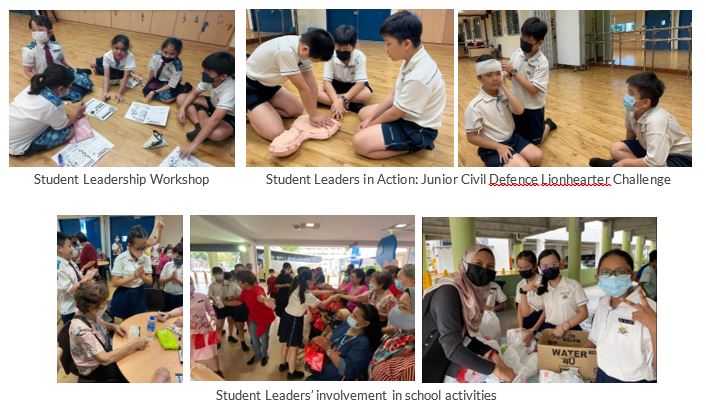 Student Leadership Workshop
Student Leaders in Action: Junior Civil Defence Lionhearter Challenge
WATER
4U
Student Leaders' involvement in school activities